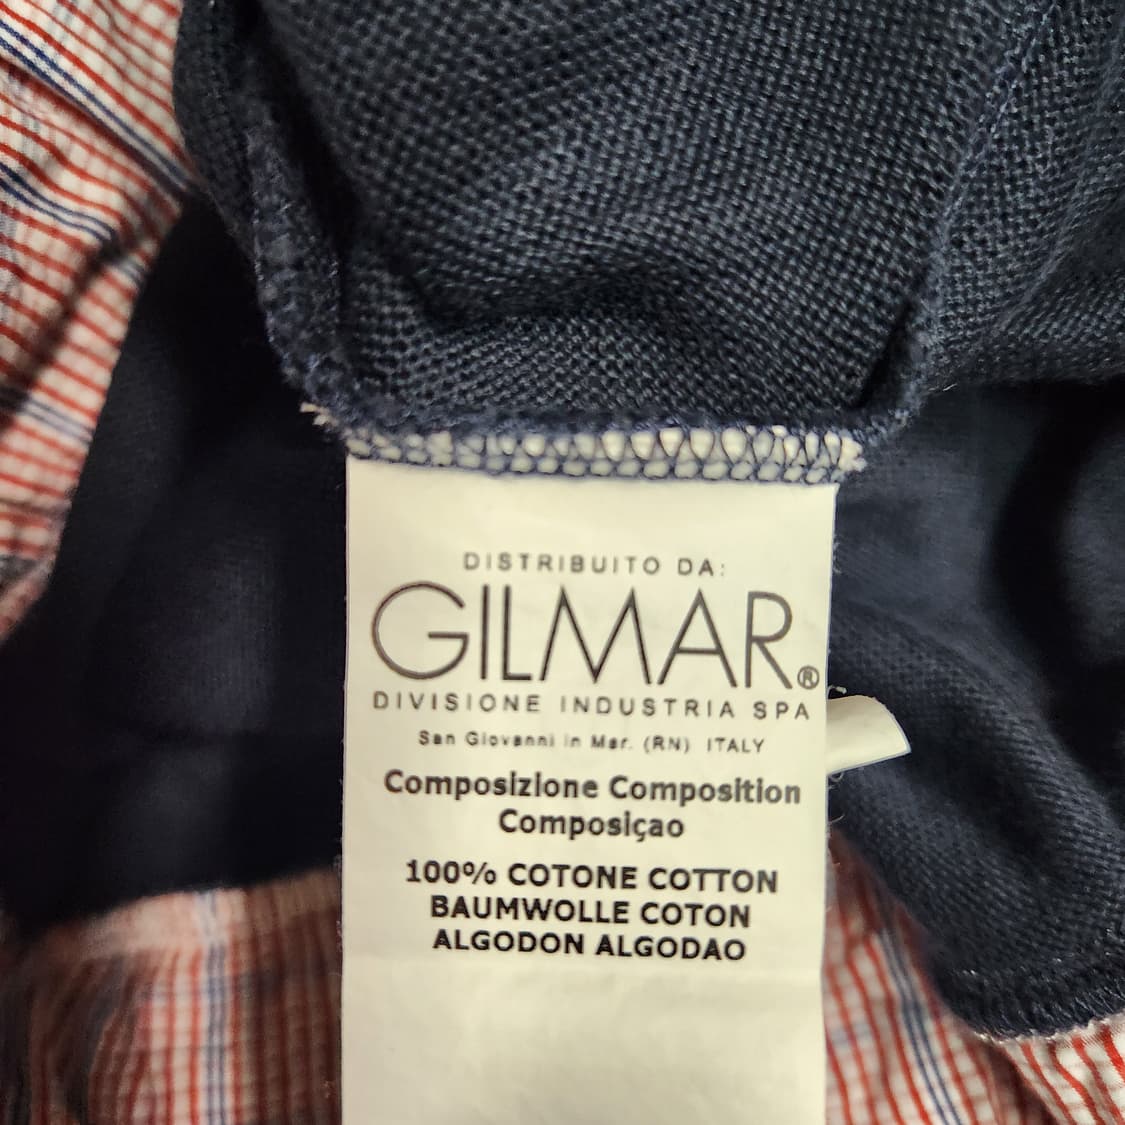 DISTRIBUITO DA:
GILMAR®
DIVISIONE INDUSTRIA SPA
San Giovanni in Mar. (RN) ITALY
Composizione Composition
Composiçao
100% COTONE COTTON
BAUMWOLLE COTON
ALGODON ALGODAO